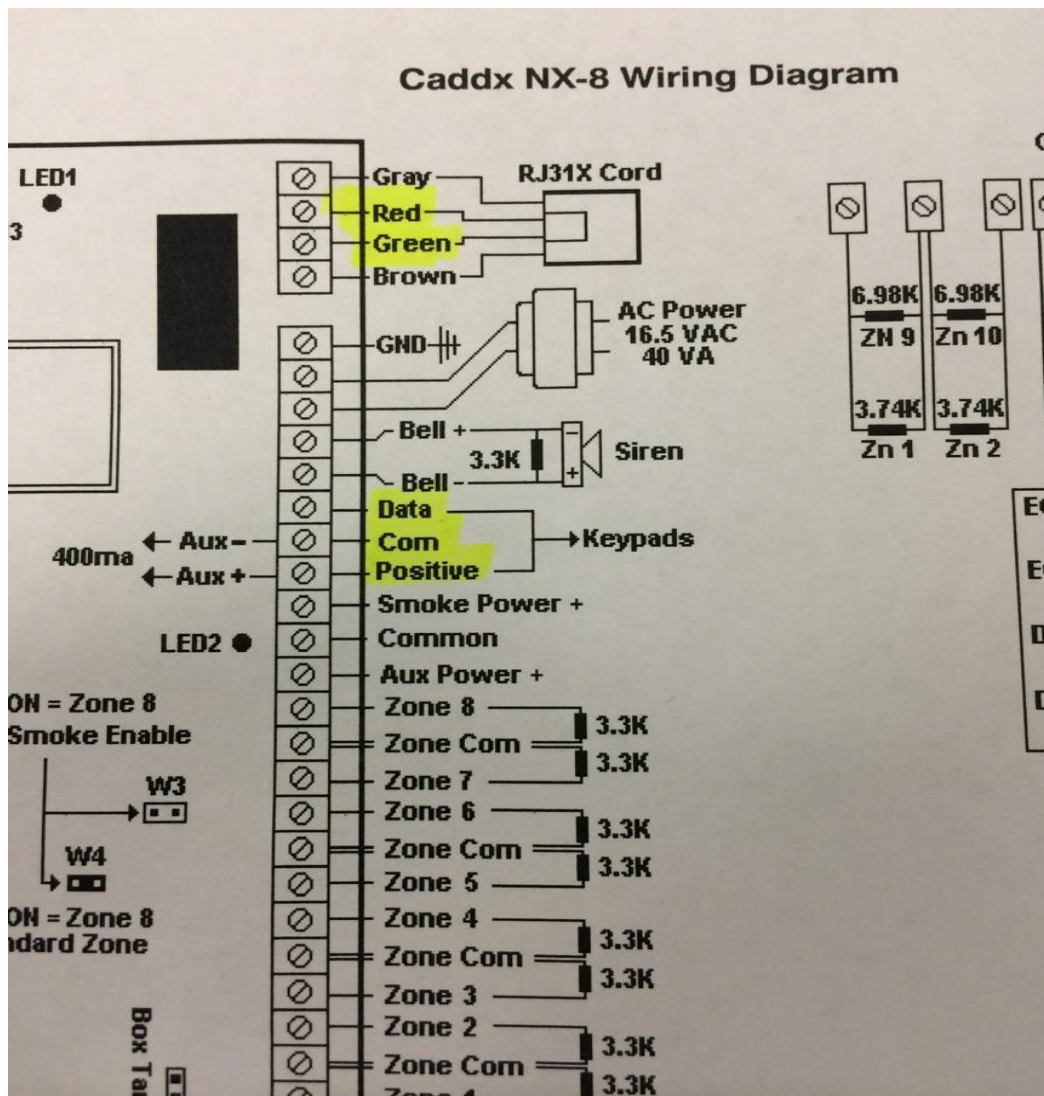 Caddx NX-8 Wiring Diagram
LED1
3
Gray
RJ31X Cord
Red
Green
Brown
GND
AC Power
16.5 VAC
40 VA
Bell +
3.3K
Siren
Bell -
Data
Com
Keypads
Positive
400ma
Aux -
Aux +
Smoke Power +
LED2
Common
Aux Power +
ON = Zone 8
Smoke Enable
W3
W4
ON = Zone 8
ndard Zone
Zone 8
3.3K
Zone Com
3.3K
Zone 7
Zone 6
3.3K
Zone Com
3.3K
Zone 5
Zone 4
3.3K
Zone Com
3.3K
Zone 3
Zone 2
3.3K
Zone Com
3.3K
Box Ta
6.98K 6.98K
ZN 9 Zn 10
3.74K 3.74K
Zn 1 Zn 2